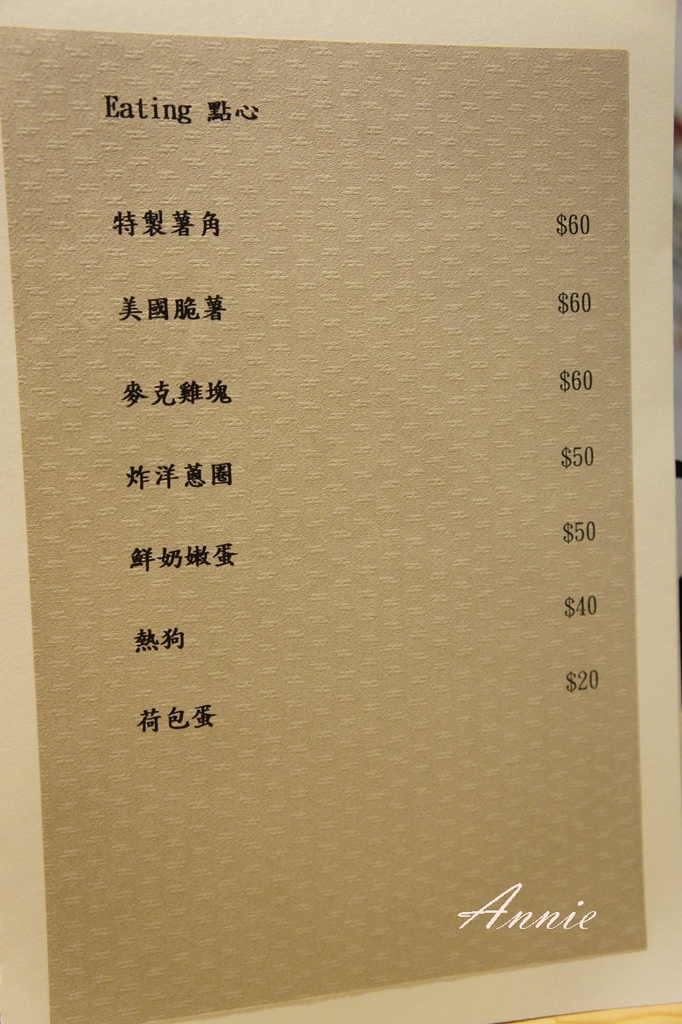 Eating 點心
特製薯角 $60
美國脆薯 $60
麥克雞塊 $60
炸洋蔥圈 $50
鮮奶嫩蛋 $50
熱狗 $40
荷包蛋 $20
Annie